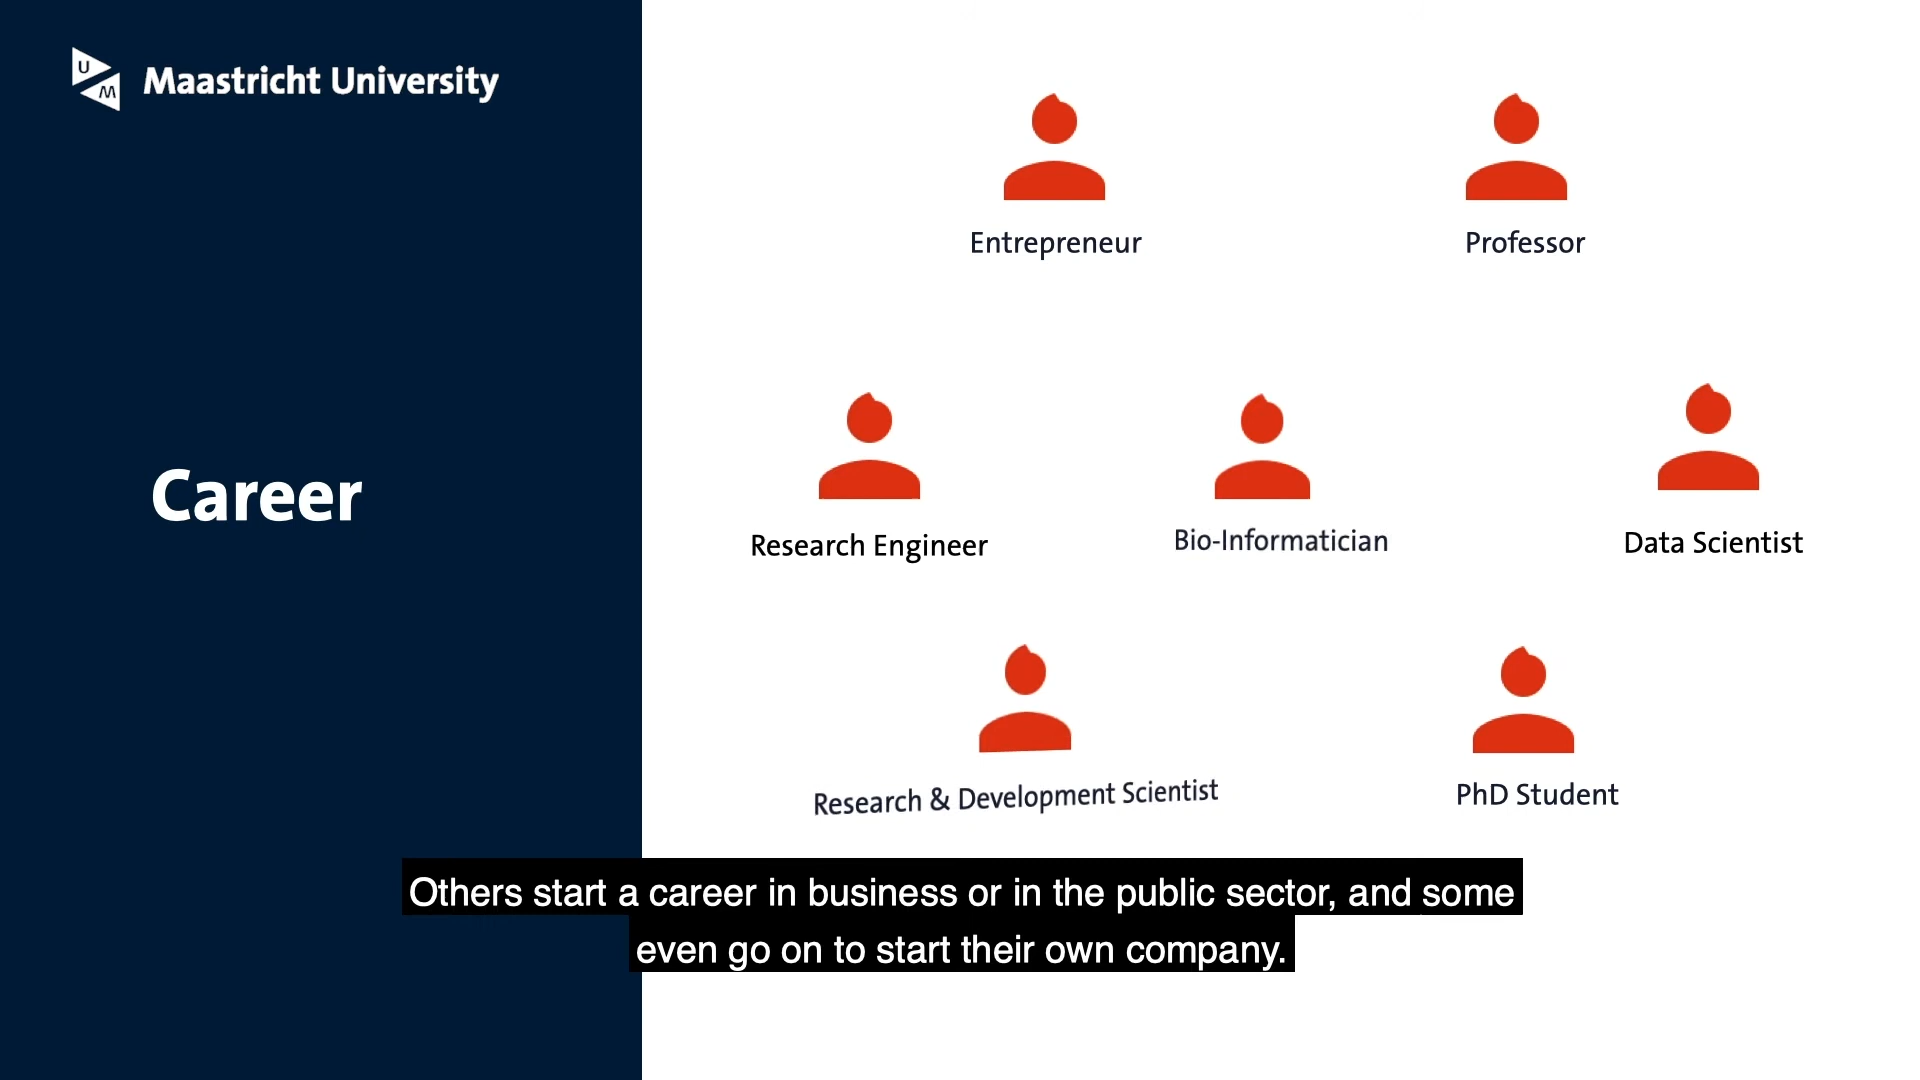 U
M
Maastricht University
Career
Entrepreneur
Professor
Research Engineer
Bio-Informatician
Data Scientist
Research & Development Scientist
PhD Student
Others start a career in business or in the public sector, and some
even go on to start their own company.